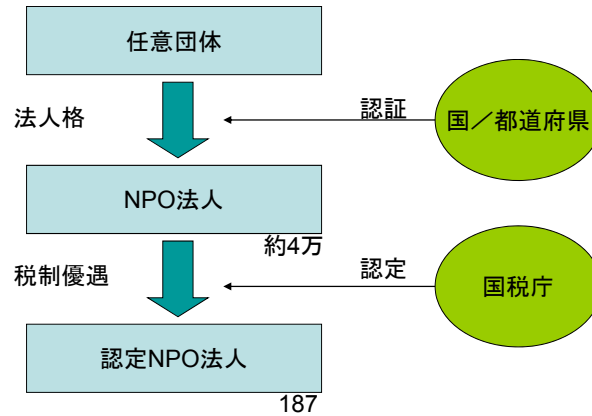 任意団体
法人格
認証
国／都道府県
NPO法人
約4万
税制優遇
認定
国税庁
認定NPO法人
187